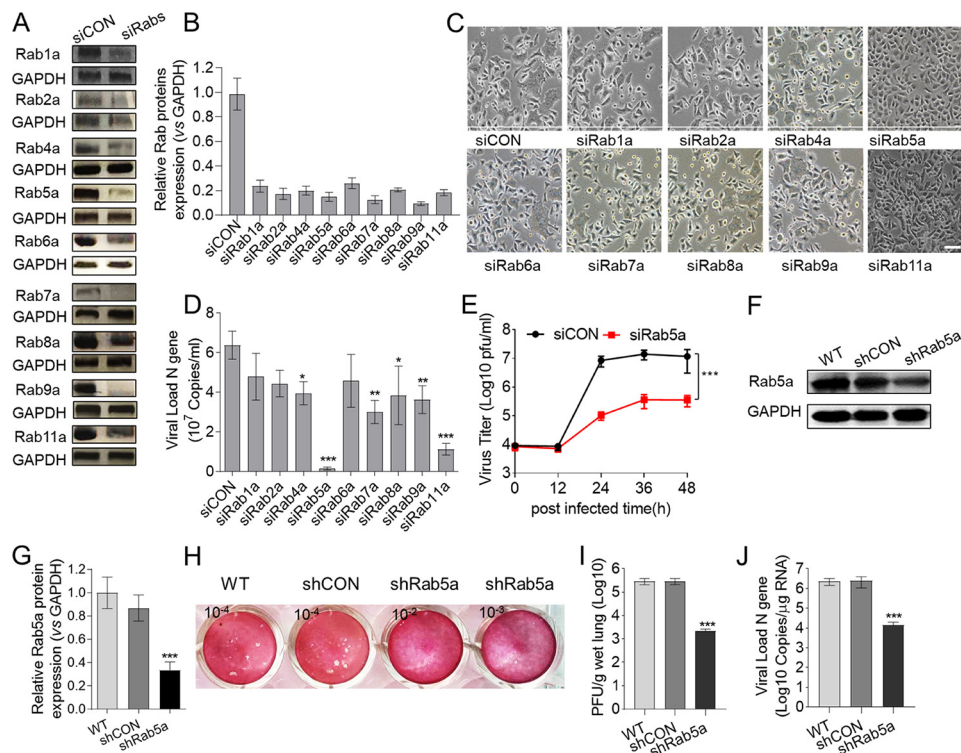 A
siCON
siRabs
Rab1a
GAPDH
Rab2a
GAPDH
Rab4a
GAPDH
Rab5a
GAPDH
Rab6a
GAPDH
Rab7a
GAPDH
Rab8a
GAPDH
Rab9a
GAPDH
Rab11a
GAPDH
B
Relative Rab proteins
expression (vs GAPDH)
1.2
1.0
0.8
0.6
0.4
0.2
0.0
siCON
siRab1a
siRab2a
siRab4a
siRab5a
siRab6a
siRab7a
siRab8a
siRab9a
siRab11a
C
siCON siRab1a siRab2a siRab4a siRab5a
siRab6a siRab7a siRab8a siRab9a siRab11a
D
Viral Load N gene
(10^7 Copies/ml)
8
6
4
2
0
*
***
**
*
**
***
siCON
siRab1a
siRab2a
siRab4a
siRab5a
siRab6a
siRab7a
siRab8a
siRab9a
siRab11a
E
siCON siRab5a
Virus Titer (Log10 pfu/ml)
8
7
6
5
4
3
***
0 12 24 36 48
post infected time(h)
F
WT shCON shRab5a
Rab5a
GAPDH
G
Relative Rab5a protein
expression (vs GAPDH)
1.2
1.0
0.8
0.6
0.4
0.2
0.0
***
WT
shCON
shRab5a
H
WT shCON shRab5a shRab5a
10^-4 10^-4 10^-2 10^-3
I
PFU/g wet lung (Log10)
6
5
4
3
2
1
0
***
WT
shCON
shRab5a
J
Viral Load N gene
(Log10 Copies/μg RNA)
7
6
5
4
3
2
1
0
***
WT
shCON
shRab5a